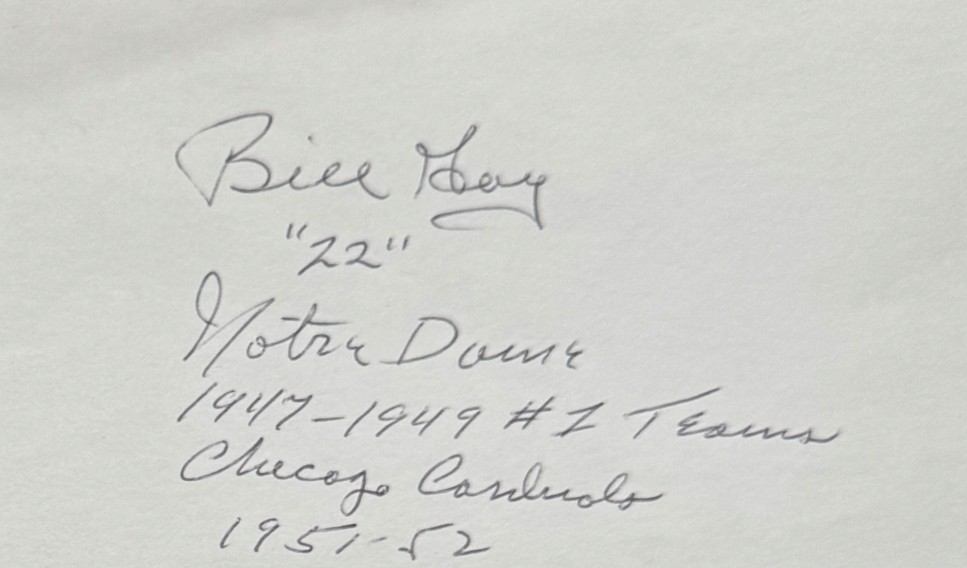 Bill Gay
"22"
Notre Dame
1947-1949 #1 Teams
Chicago Cardinals
1951-52